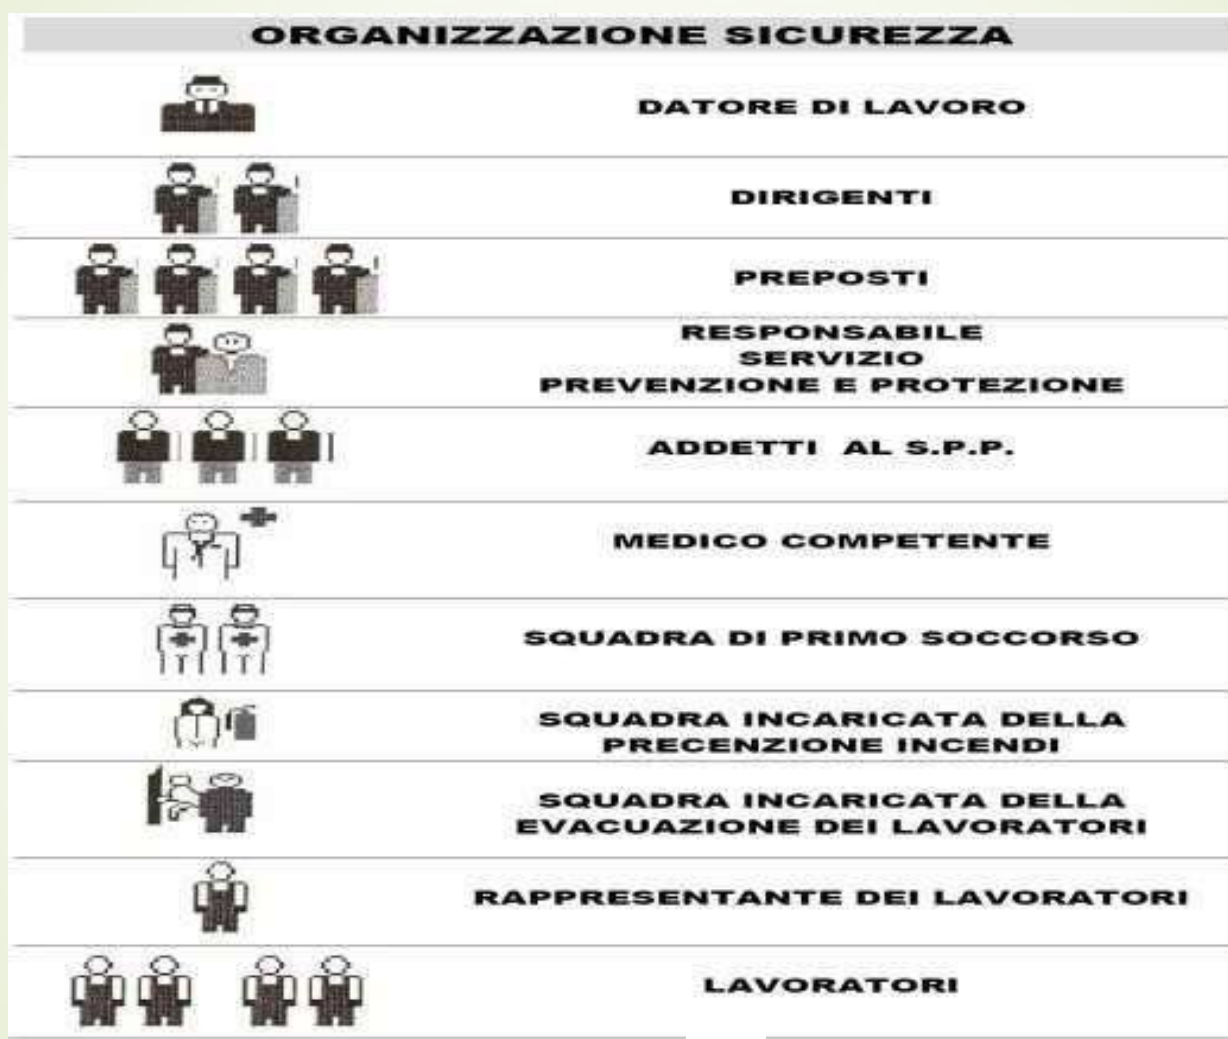 ORGANIZZAZIONE SICUREZZA
DATORE DI LAVORO
DIRIGENTI
PREPOSTI
RESPONSABILE
SERVIZIO
PREVENZIONE E PROTEZIONE
ADDETTI AL S.P.P.
MEDICO COMPETENTE
SQUADRA DI PRIMO SOCCORSO
SQUADRA INCARICATA DELLA
PRECENZIONE INCENDI
SQUADRA INCARICATA DELLA
EVACUAZIONE DEI LAVORATORI
RAPPRESENTANTE DEI LAVORATORI
LAVORATORI